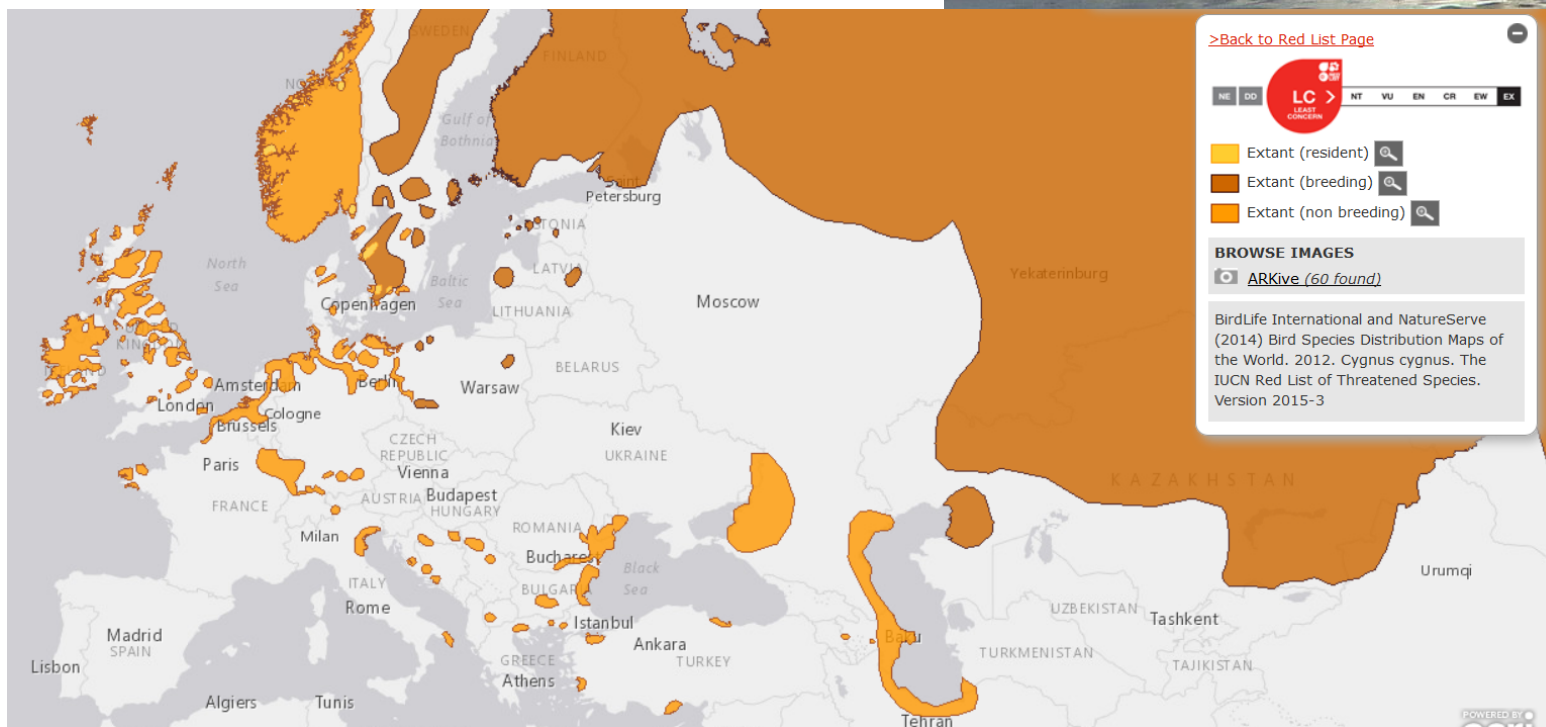 SWEDEN
FINLAND
Gulf of
Bothnia
Saint
Petersburg
North
Sea
ESTONIA
LATVIA
Baltic
Sea
Copenhagen
LITHUANIA
Moscow
Yekaterinburg
UNITED
KINGDOM
IRELAND
Amsterdam
Berlin
Warsaw
BELARUS
London
Cologne
Brussels
Kiev
UKRAINE
CZECH
REPUBLIC
Paris
Vienna
KAZAKHSTAN
FRANCE
AUSTRIA
Budapest
HUNGARY
ROMANIA
Milan
Bucharest
Black
Sea
Urumqi
ITALY
BULGARIA
Rome
UZBEKISTAN
Tashkent
Istanbul
Madrid
SPAIN
Ankara
TURKEY
Baku
TURKMENISTAN
TAJIKISTAN
Lisbon
GREECE
Athens
Algiers
Tunis
Tehran
>Back to Red List Page
NE DD LC NT VU EN CR EW EX
LEAST
CONCERN
Extant (resident)
Extant (breeding)
Extant (non breeding)
BROWSE IMAGES
ARKive (60 found)
BirdLife International and NatureServe
(2014) Bird Species Distribution Maps of
the World. 2012. Cygnus cygnus. The
IUCN Red List of Threatened Species.
Version 2015-3
POWERED BY
esri